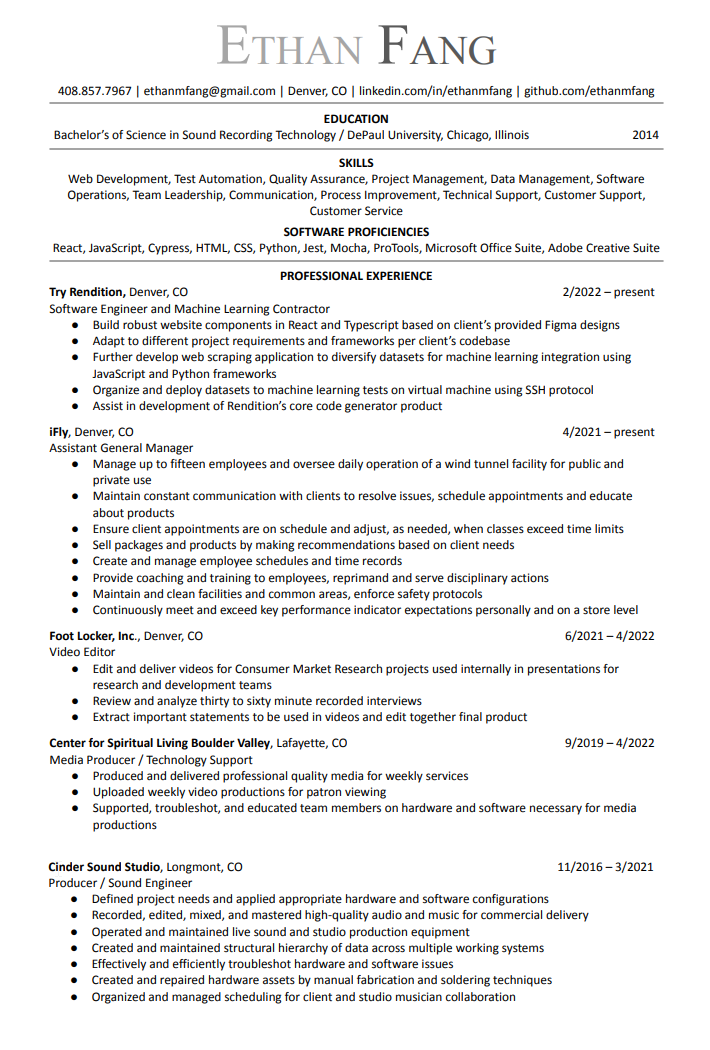 ETHAN FANG
408.857.7967 | ethanmfang@gmail.com | Denver, CO | linkedin.com/in/ethanmfang | github.com/ethanmfang
EDUCATION
Bachelor's of Science in Sound Recording Technology / DePaul University, Chicago, Illinois 2014
SKILLS
Web Development, Test Automation, Quality Assurance, Project Management, Data Management, Software
Operations, Team Leadership, Communication, Process Improvement, Technical Support, Customer Support,
Customer Service
SOFTWARE PROFICIENCIES
React, JavaScript, Cypress, HTML, CSS, Python, Jest, Mocha, ProTools, Microsoft Office Suite, Adobe Creative Suite
PROFESSIONAL EXPERIENCE
Try Rendition, Denver, CO 2/2022 – present
Software Engineer and Machine Learning Contractor
● Build robust website components in React and Typescript based on client's provided Figma designs
● Adapt to different project requirements and frameworks per client's codebase
● Further develop web scraping application to diversify datasets for machine learning integration using
JavaScript and Python frameworks
● Organize and deploy datasets to machine learning tests on virtual machine using SSH protocol
● Assist in development of Rendition's core code generator product
iFly, Denver, CO 4/2021 – present
Assistant General Manager
● Manage up to fifteen employees and oversee daily operation of a wind tunnel facility for public and
private use
● Maintain constant communication with clients to resolve issues, schedule appointments and educate
about products
● Ensure client appointments are on schedule and adjust, as needed, when classes exceed time limits
● Sell packages and products by making recommendations based on client needs
● Create and manage employee schedules and time records
● Provide coaching and training to employees, reprimand and serve disciplinary actions
● Maintain and clean facilities and common areas, enforce safety protocols
● Continuously meet and exceed key performance indicator expectations personally and on a store level
Foot Locker, Inc., Denver, CO 6/2021 – 4/2022
Video Editor
● Edit and deliver videos for Consumer Market Research projects used internally in presentations for
research and development teams
● Review and analyze thirty to sixty minute recorded interviews
● Extract important statements to be used in videos and edit together final product
Center for Spiritual Living Boulder Valley, Lafayette, CO 9/2019 – 4/2022
Media Producer / Technology Support
● Produced and delivered professional quality media for weekly services
● Uploaded weekly video productions for patron viewing
● Supported, troubleshot, and educated team members on hardware and software necessary for media
productions
Cinder Sound Studio, Longmont, CO 11/2016 – 3/2021
Producer / Sound Engineer
● Defined project needs and applied appropriate hardware and software configurations
● Recorded, edited, mixed, and mastered high-quality audio and music for commercial delivery
● Operated and maintained live sound and studio production equipment
● Created and maintained structural hierarchy of data across multiple working systems
● Effectively and efficiently troubleshot hardware and software issues
● Created and repaired hardware assets by manual fabrication and soldering techniques
● Organized and managed scheduling for client and studio musician collaboration